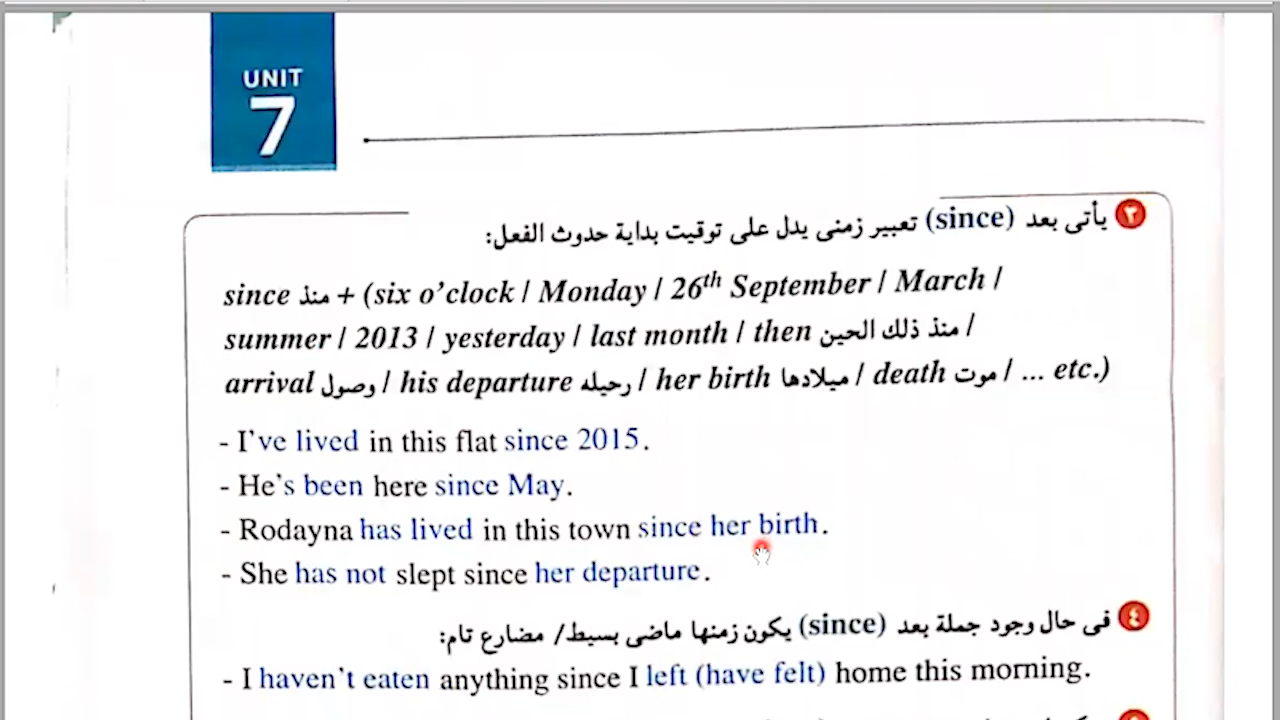 UNIT
7
٣ يأتى بعد (since) تعبير زمنى يدل على توقيت بداية حدوث الفعل:
since منذ + (six o'clock / Monday / 26th September / March /
summer / 2013 / yesterday / last month / then منذ ذلك الحين /
arrival وصول / his departure رحيله / her birth ميلادها / death موت / ... etc.)
- I've lived in this flat since 2015.
- He's been here since May.
- Rodayna has lived in this town since her birth.
- She has not slept since her departure.
٤ فى حال وجود جملة بعد (since) يكون زمنها ماضى بسيط/ مضارع تام:
- I haven't eaten anything since I left (have felt) home this morning.